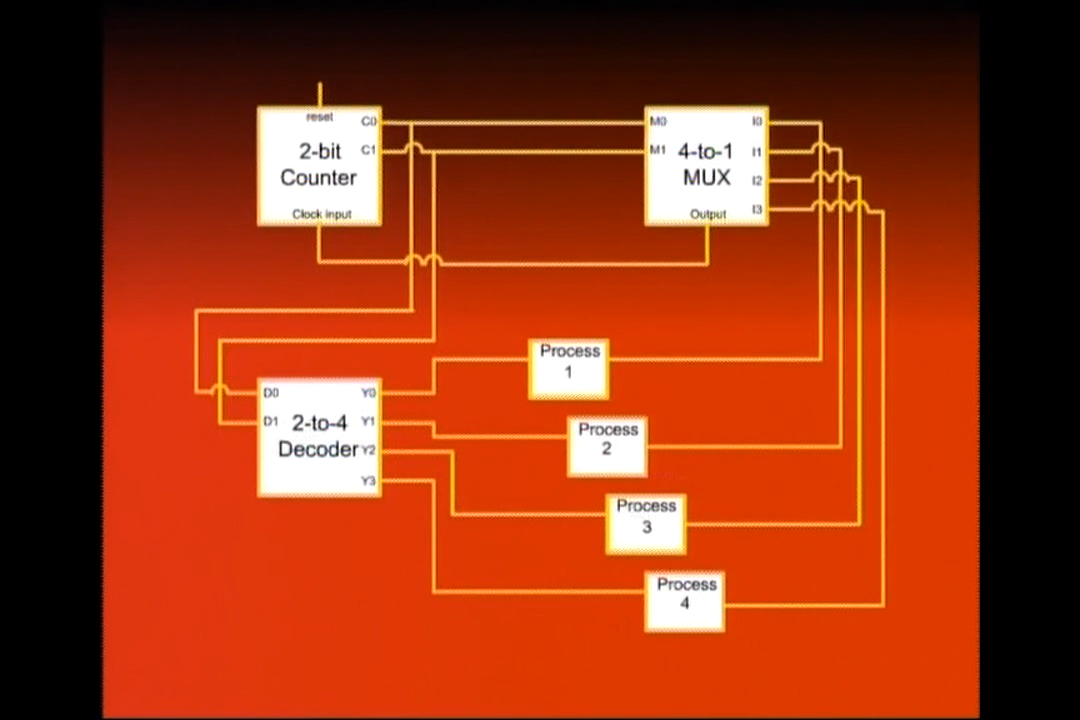 reset
C0
2-bit
Counter
C1
Clock input
M0
M1
4-to-1
MUX
I0
I1
I2
I3
Output
Process
1
D0
D1
2-to-4
Decoder
Y0
Y1
Y2
Y3
Process
2
Process
3
Process
4